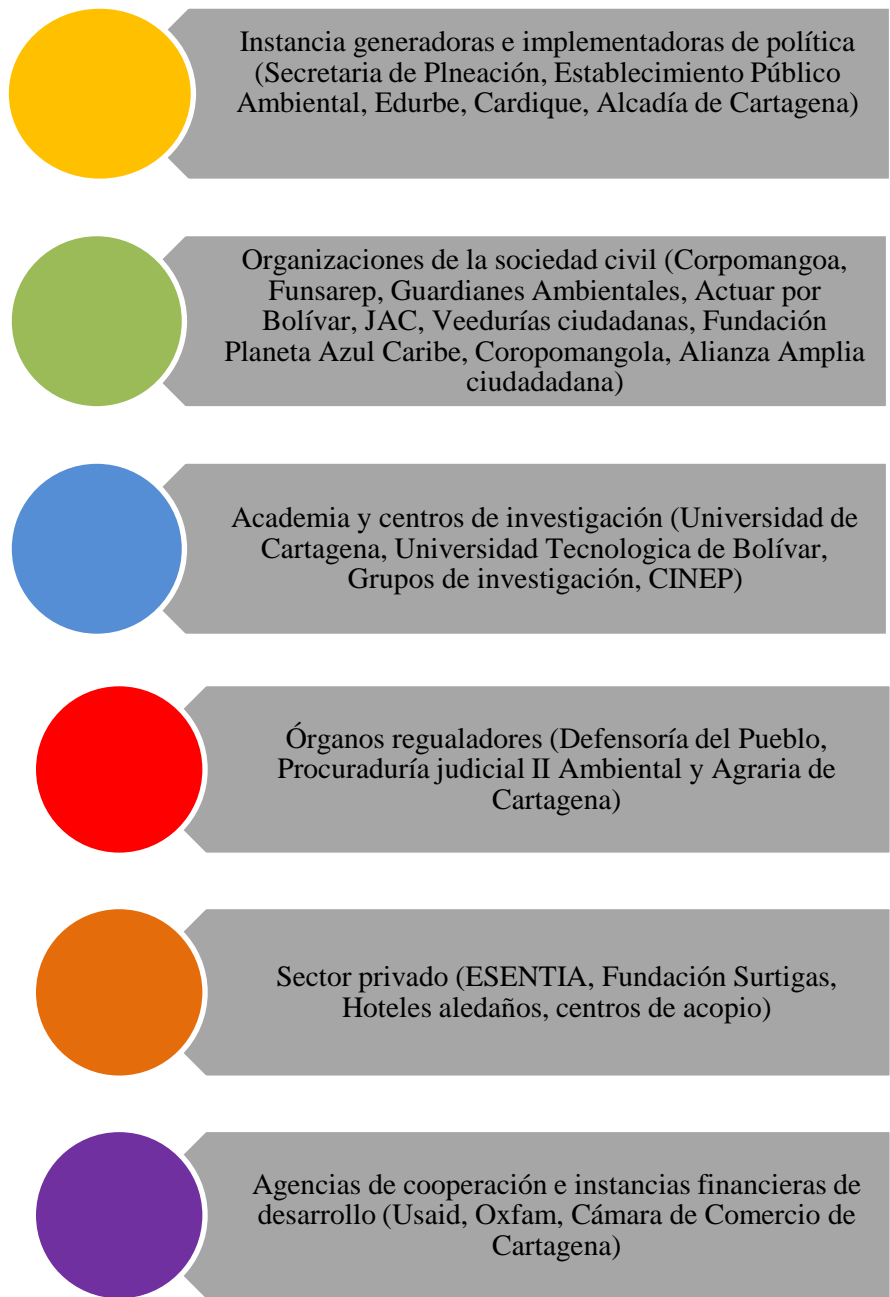 Instancia generadoras e implementadoras de política
(Secretaria de Plneación, Establecimiento Público
Ambiental, Edurbe, Cardique, Alcadía de Cartagena)
Organizaciones de la sociedad civil (Corpomangoa,
Funsarep, Guardianes Ambientales, Actuar por
Bolívar, JAC, Veedurías ciudadanas, Fundación
Planeta Azul Caribe, Coropomangola, Alianza Amplia
ciudadadana)
Academia y centros de investigación (Universidad de
Cartagena, Universidad Tecnologica de Bolívar,
Grupos de investigación, CINEP)
Órganos regualadores (Defensoría del Pueblo,
Procuraduría judicial II Ambiental y Agraria de
Cartagena)
Sector privado (ESENTIA, Fundación Surtigas,
Hoteles aledaños, centros de acopio)
Agencias de cooperación e instancias financieras de
desarrollo (Usaid, Oxfam, Cámara de Comercio de
Cartagena)